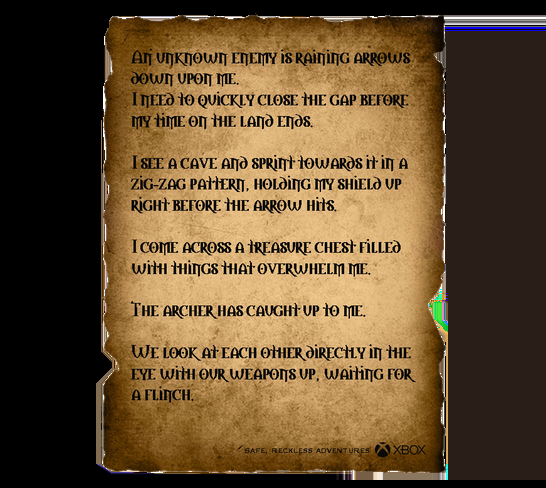 An unknown enemy is raining arrows
down upon me.
I need to quickly close the gap before
my time on the land ends.
I see a cave and sprint towards it in a
zig-zag pattern, holding my shield up
right before the arrow hits.
I come across a treasure chest filled
with things that overwhelm me.
The archer has caught up to me.
We look at each other directly in the
eye with our weapons up, waiting for
a flinch.
SAFE, RECKLESS ADVENTURES XBOX